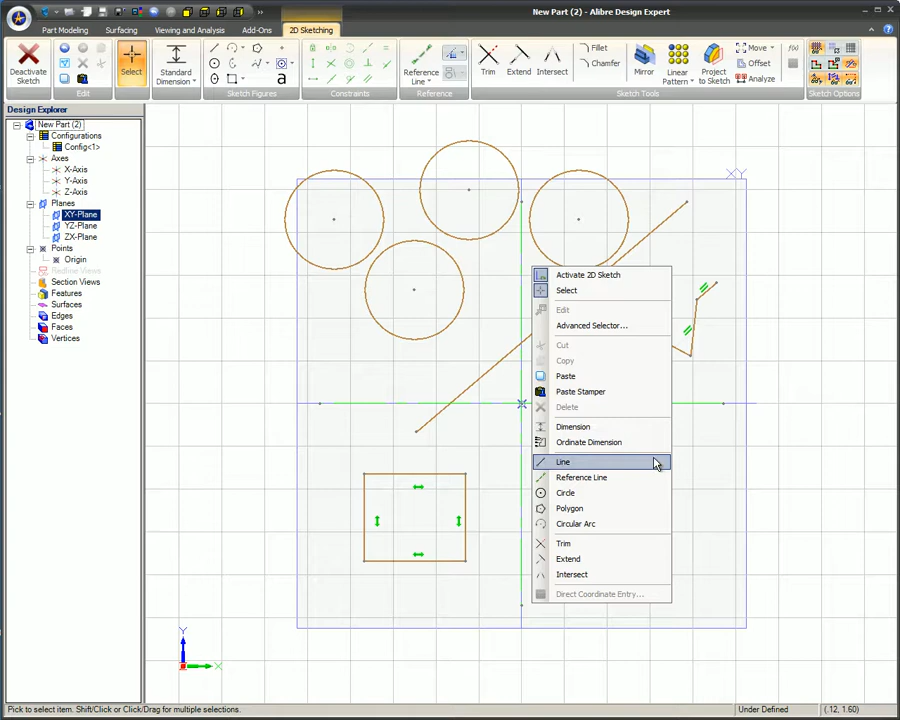 New Part (2) - Alibre Design Expert
Part Modeling
Surfacing
Viewing and Analysis
Add-Ons
2D Sketching
Deactivate
Sketch
Edit
Select
Standard
Dimension
Sketch Figures
a
Constraints
Reference
Line
Reference
Trim
Extend
Intersect
Fillet
Chamfer
Mirror
Linear
Pattern
Project
to Sketch
Move
Offset
Analyze
Sketch Tools
f(x)
Sketch Options
Design Explorer
New Part (2)
Configurations
Config<1>
Axes
X-Axis
Y-Axis
Z-Axis
Planes
XY-Plane
YZ-Plane
ZX-Plane
Points
Origin
Redline Views
Section Views
Features
Surfaces
Edges
Faces
Vertices
XY
Activate 2D Sketch
Select
Edit
Advanced Selector...
Cut
Copy
Paste
Paste Stamper
Delete
Dimension
Ordinate Dimension
Line
Reference Line
Circle
Polygon
Circular Arc
Trim
Extend
Intersect
Direct Coordinate Entry...
Y
X
Pick to select item. Shift/Click or Click/Drag for multiple selections.
Under Defined
(.12, 1.60)